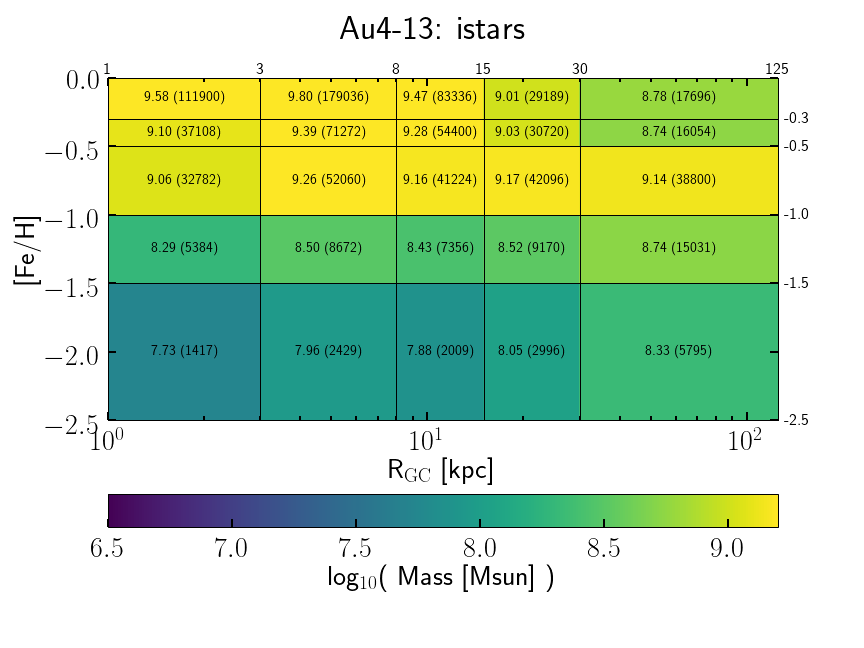 Au4-13: istars
1 3 8 15 30 125
0.0 9.58 (111900) 9.80 (179036) 9.47 (83336) 9.01 (29189) 8.78 (17696)
-0.3
9.10 (37108) 9.39 (71272) 9.28 (54400) 9.03 (30720) 8.74 (16054)
−0.5 -0.5
9.06 (32782) 9.26 (52060) 9.16 (41224) 9.17 (42096) 9.14 (38800)
−1.0 -1.0
[Fe/H]
8.29 (5384) 8.50 (8672) 8.43 (7356) 8.52 (9170) 8.74 (15031)
−1.5 -1.5
−2.0 7.73 (1417) 7.96 (2429) 7.88 (2009) 8.05 (2996) 8.33 (5795)
−2.5 -2.5
10⁰ 10¹ 10²
R_GC [kpc]
6.5 7.0 7.5 8.0 8.5 9.0
log₁₀( Mass [Msun] )